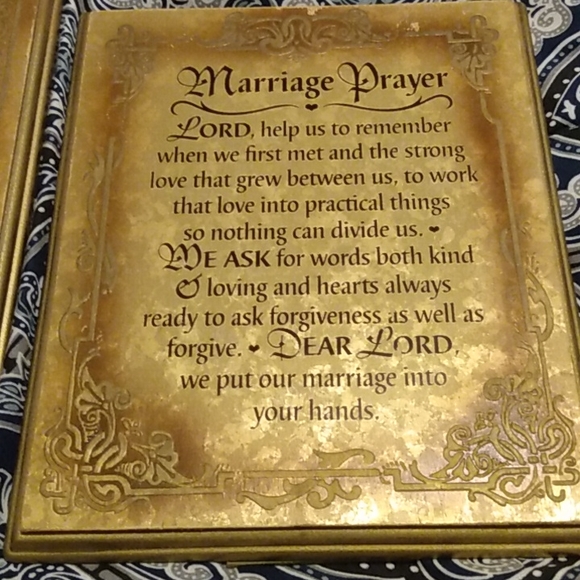 Marriage Prayer
LORD, help us to remember
when we first met and the strong
love that grew between us, to work
that love into practical things
so nothing can divide us. ❤
WE ASK for words both kind
& loving and hearts always
ready to ask forgiveness as well as
forgive. ❤ DEAR LORD,
we put our marriage into
your hands.